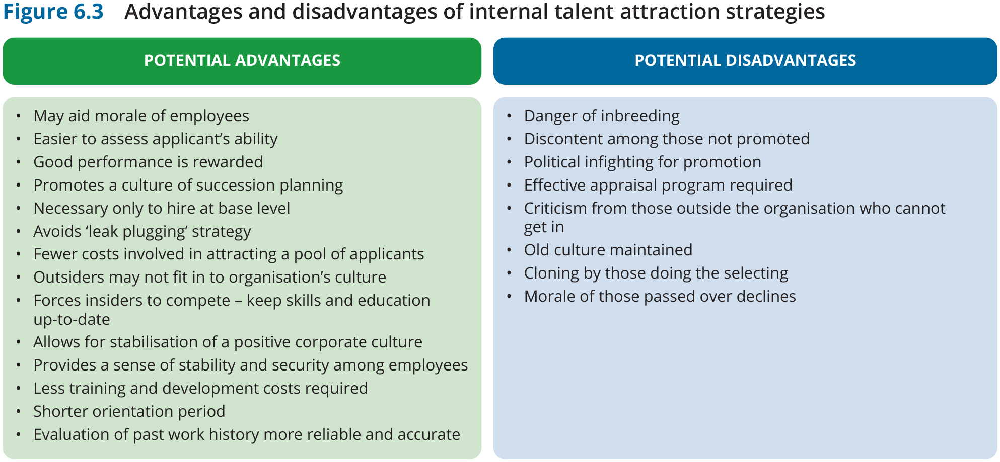 Figure 6.3 Advantages and disadvantages of internal talent attraction strategies
POTENTIAL ADVANTAGES
• May aid morale of employees
• Easier to assess applicant’s ability
• Good performance is rewarded
• Promotes a culture of succession planning
• Necessary only to hire at base level
• Avoids ‘leak plugging’ strategy
• Fewer costs involved in attracting a pool of applicants
• Outsiders may not fit in to organisation’s culture
• Forces insiders to compete – keep skills and education
up-to-date
• Allows for stabilisation of a positive corporate culture
• Provides a sense of stability and security among employees
• Less training and development costs required
• Shorter orientation period
• Evaluation of past work history more reliable and accurate
POTENTIAL DISADVANTAGES
• Danger of inbreeding
• Discontent among those not promoted
• Political infighting for promotion
• Effective appraisal program required
• Criticism from those outside the organisation who cannot
get in
• Old culture maintained
• Cloning by those doing the selecting
• Morale of those passed over declines